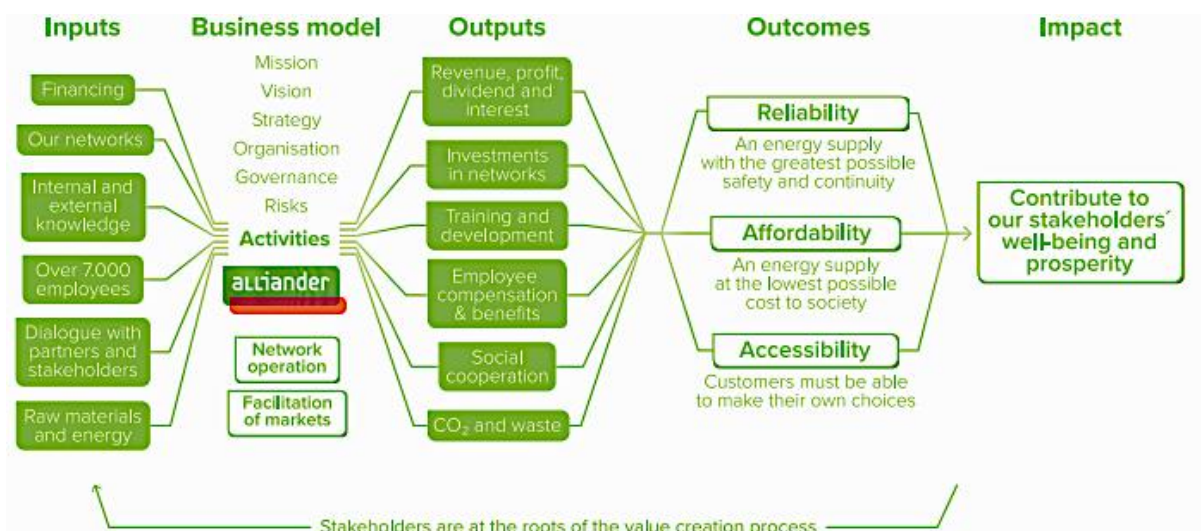 Inputs
Financing
Our networks
Internal and
external
knowledge
Over 7.000
employees
Dialogue with
partners and
stakeholders
Raw materials
and energy
Business model
Mission
Vision
Strategy
Organisation
Governance
Risks
Activities
alliander
Network
operation
Facilitation
of markets
Outputs
Revenue, profit,
dividend and
interest
Investments
in networks
Training and
development
Employee
compensation
& benefits
Social
cooperation
CO₂ and waste
Outcomes
Reliability
An energy supply
with the greatest possible
safety and continuity
Affordability
An energy supply
at the lowest possible
cost to society
Accessibility
Customers must be able
to make their own choices
Impact
Contribute to
our stakeholders´
well-being and
prosperity
Stakeholders are at the roots of the value creation process